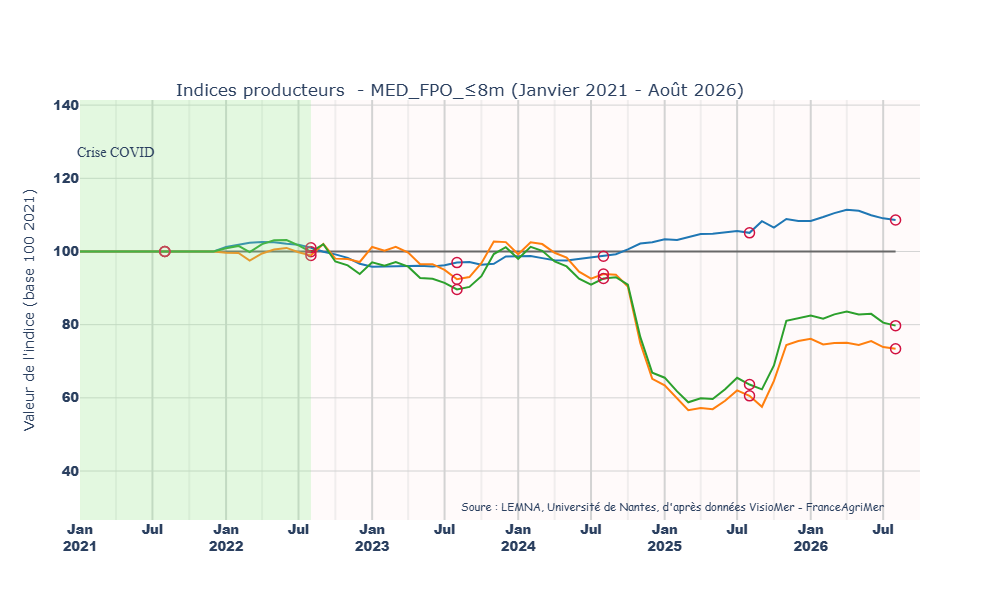 Indices producteurs  - MED_FPO_≤8m (Janvier 2021 - Août 2026)
Valeur de l'indice (base 100 2021)
140
120
100
80
60
40
Crise COVID
Soure : LEMNA, Université de Nantes, d'après données VisioMer - FranceAgriMer
Jan Jul Jan Jul Jan Jul Jan Jul Jan Jul Jan Jul
2021 2022 2023 2024 2025 2026